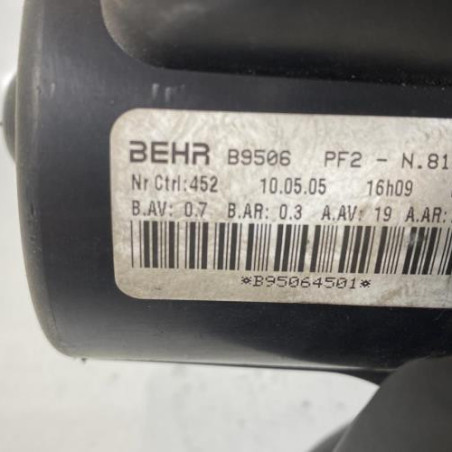 BEHR B9506 PF2 - N.81
Nr Ctrl:452 10.05.05 16h09
B.AV: 0.7 B.AR: 0.3 A.AV: 19 A.AR:
*B95064501*